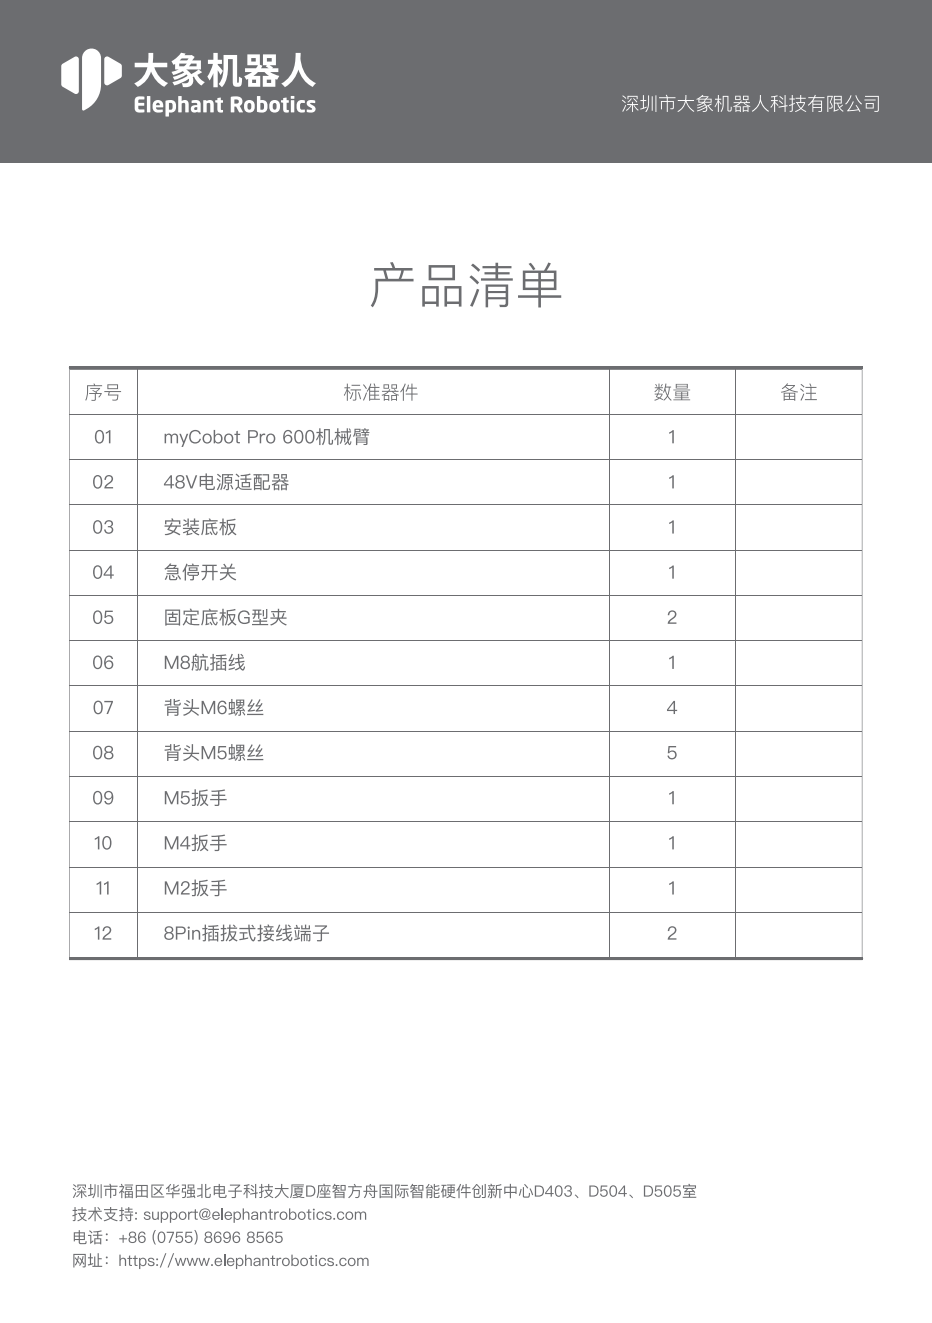 大象机器人
Elephant Robotics
深圳市大象机器人科技有限公司
产品清单
序号 标准器件 数量 备注
01 myCobot Pro 600机械臂 1
02 48V电源适配器 1
03 安装底板 1
04 急停开关 1
05 固定底板G型夹 2
06 M8航插线 1
07 背头M6螺丝 4
08 背头M5螺丝 5
09 M5扳手 1
10 M4扳手 1
11 M2扳手 1
12 8Pin插拔式接线端子 2
深圳市福田区华强北电子科技大厦D座智方舟国际智能硬件创新中心D403、D504、D505室
技术支持: support@elephantrobotics.com
电话：+86 (0755) 8696 8565
网址：https://www.elephantrobotics.com